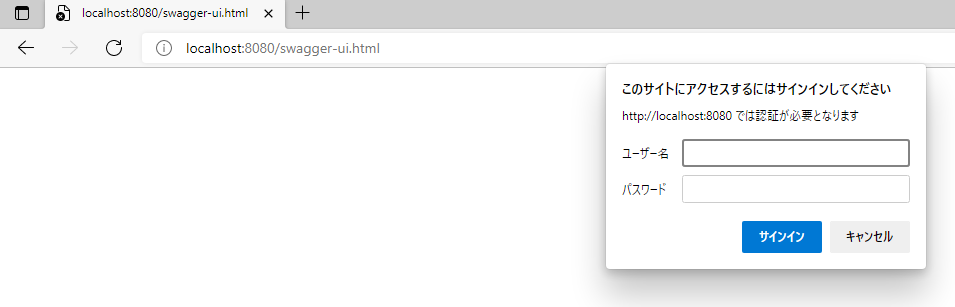 localhost:8080/swagger-ui.html
localhost:8080/swagger-ui.html
このサイトにアクセスするにはサインインしてください
http://localhost:8080 では認証が必要となります
ユーザー名
パスワード
サインイン キャンセル